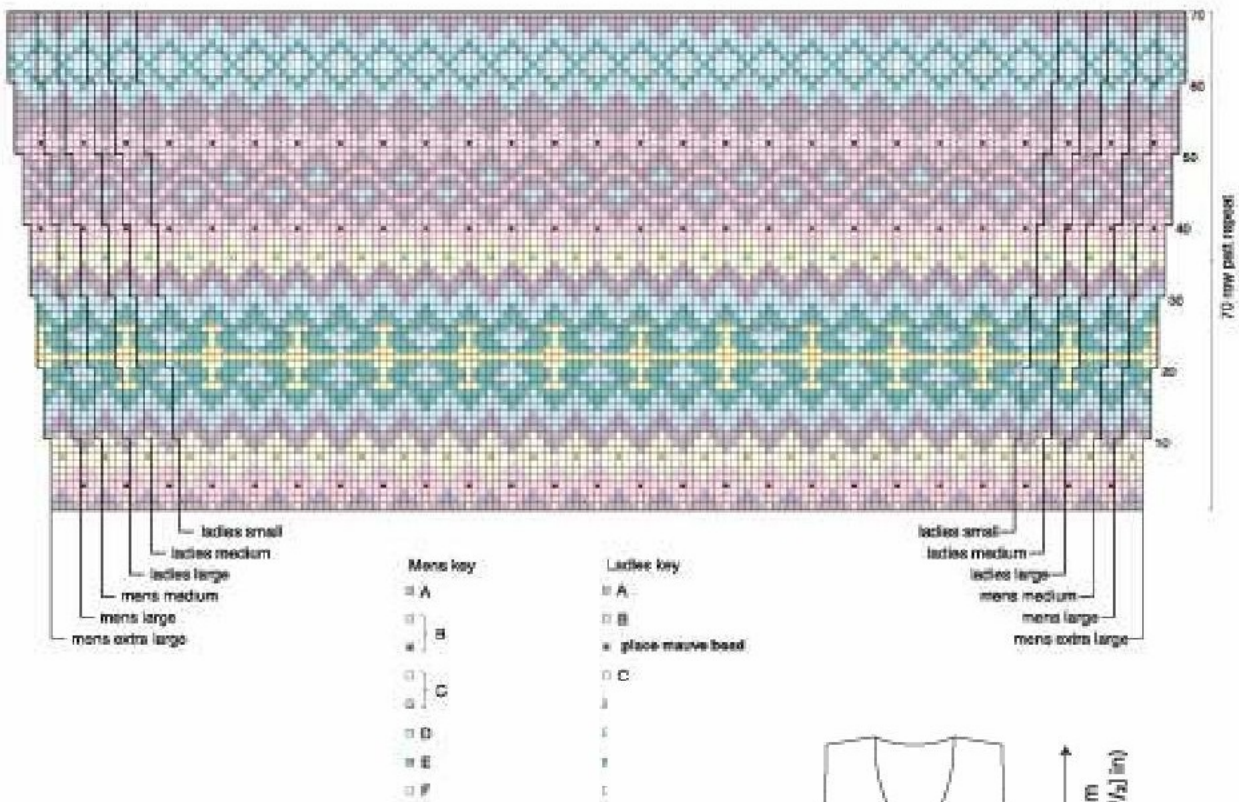 70
60
50
40
30
20
10
70 row patt repeat
ladies small
ladies medium
ladies large
mens medium
mens large
mens extra large
ladies small
ladies medium
ladies large
mens medium
mens large
mens extra large
Mens key
A
B
C
D
E
F
Ladies key
A
B
place mauve bead
C